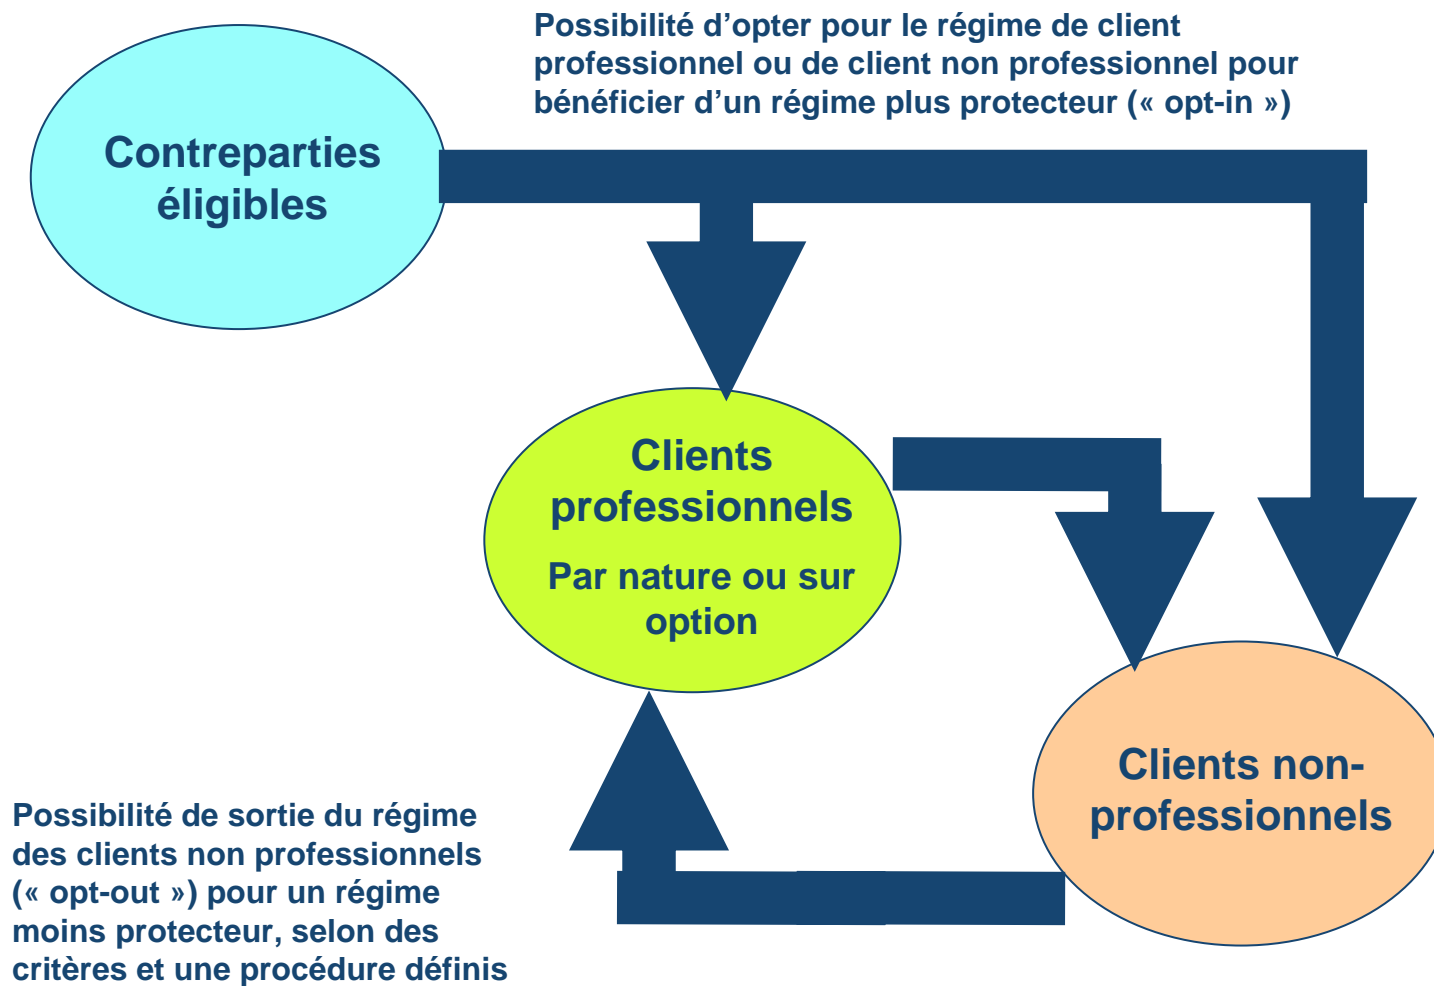 Possibilité d’opter pour le régime de client
professionnel ou de client non professionnel pour
bénéficier d’un régime plus protecteur (« opt-in »)
Contreparties
éligibles
Clients
professionnels
Par nature ou sur
option
Clients non-
professionnels
Possibilité de sortie du régime
des clients non professionnels
(« opt-out ») pour un régime
moins protecteur, selon des
critères et une procédure définis